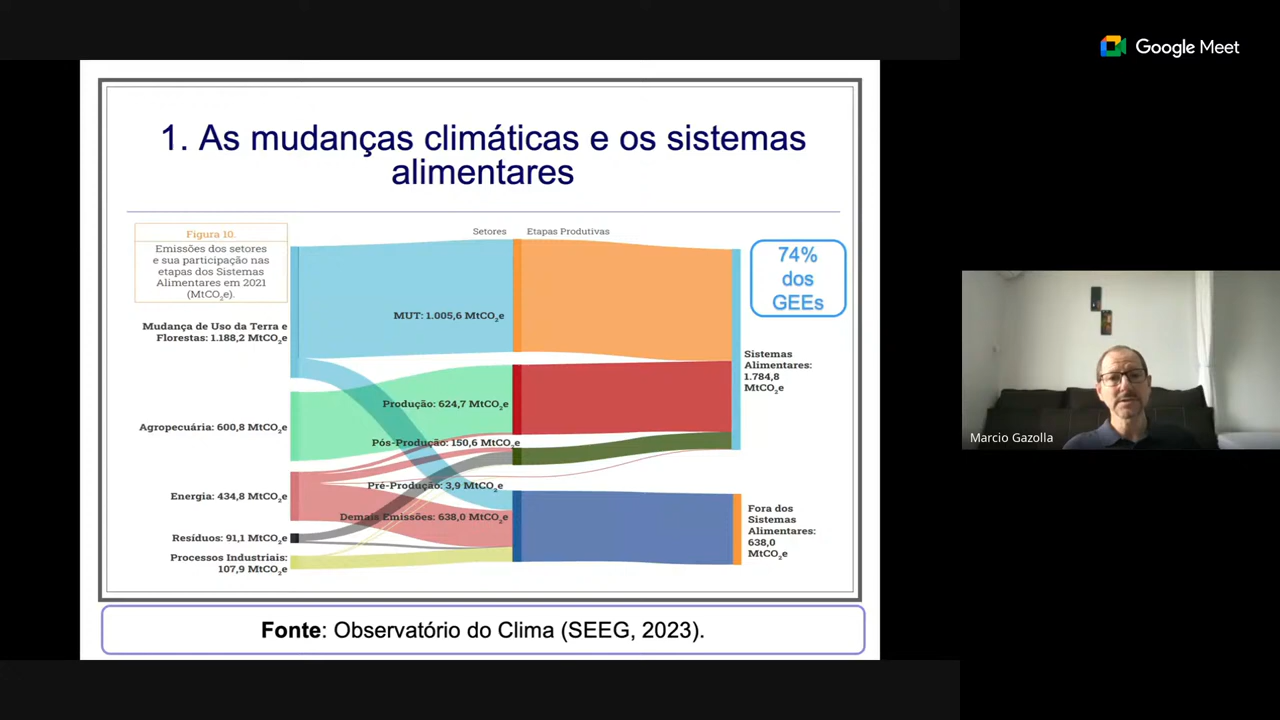 Google Meet
1. As mudanças climáticas e os sistemas
alimentares
Figura 10.
Emissões dos setores
e sua participação nas
etapas dos Sistemas
Alimentares em 2021
(MtCO₂e).
Setores
Etapas Produtivas
74%
dos
GEEs
Mudança de Uso da Terra e
Florestas: 1.188,2 MtCO₂e
MUT: 1.005,6 MtCO₂e
Sistemas
Alimentares:
1.784,8
MtCO₂e
Agropecuária: 600,8 MtCO₂e
Produção: 624,7 MtCO₂e
Pós-Produção: 150,6 MtCO₂e
Energia: 434,8 MtCO₂e
Pré-Produção: 3,9 MtCO₂e
Demais Emissões: 638,0 MtCO₂e
Fora dos
Sistemas
Alimentares:
638,0
MtCO₂e
Resíduos: 91,1 MtCO₂e
Processos Industriais:
107,9 MtCO₂e
Fonte: Observatório do Clima (SEEG, 2023).
Marcio Gazolla